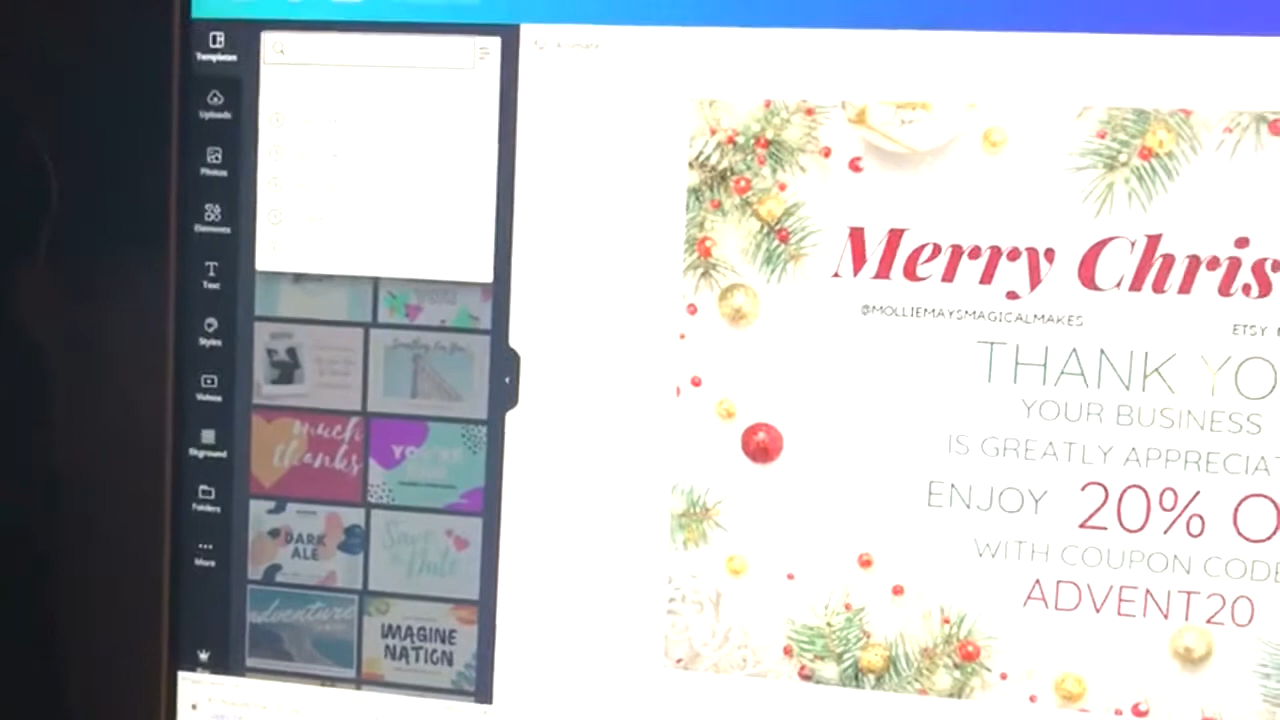 Templates
Uploads
Photos
Elements
Text
Styles
Videos
Bkground
Folders
More
Animate
much
thanks
DARK
ALE
Save
the
Date
adventure
IMAGINE
NATION
Merry Chris
@MOLLIEMAYSMAGICALMAKES
ETSY
THANK YO
YOUR BUSINESS
IS GREATLY APPRECIAT
ENJOY 20% O
WITH COUPON CODE
ADVENT20